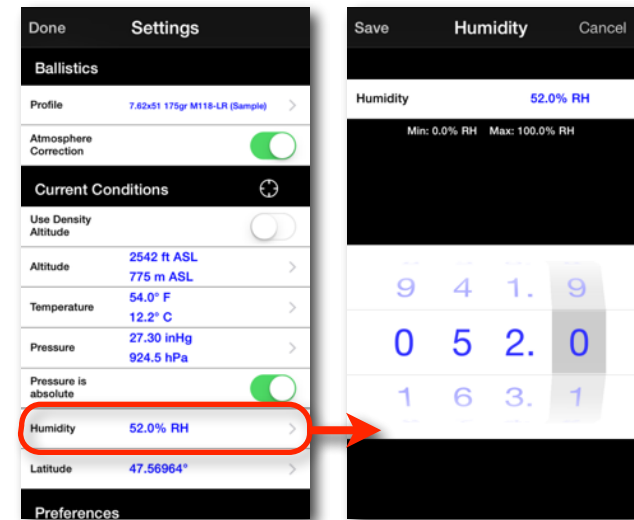 Done Settings
Ballistics
Profile 7.62x51 175gr M118-LR (Sample)
Atmosphere
Correction
Current Conditions
Use Density
Altitude
Altitude 2542 ft ASL
775 m ASL
Temperature 54.0° F
12.2° C
Pressure 27.30 inHg
924.5 hPa
Pressure is
absolute
Humidity 52.0% RH
Latitude 47.56964°
Preferences
Save Humidity Cancel
Humidity 52.0% RH
Min: 0.0% RH Max: 100.0% RH
9 4 1. 9
0 5 2. 0
1 6 3. 1